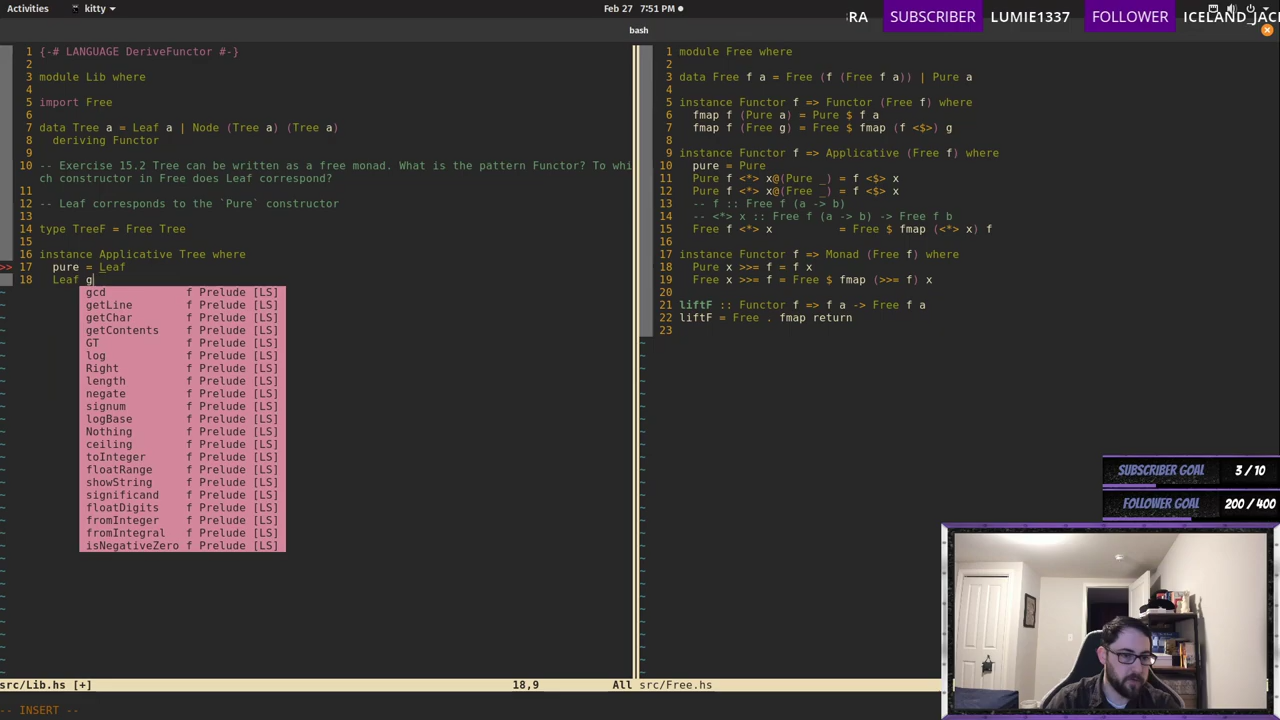 Activities
kitty
Feb 27 7:51 PM
RA SUBSCRIBER LUMIE1337 FOLLOWER ICELAND_JACK
bash
1 {-# LANGUAGE DeriveFunctor #-}
2
3 module Lib where
4
5 import Free
6
7 data Tree a = Leaf a | Node (Tree a) (Tree a)
8 deriving Functor
9
10 -- Exercise 15.2 Tree can be written as a free monad. What is the pattern Functor? To whi
ch constructor in Free does Leaf correspond?
11
12 -- Leaf corresponds to the `Pure` constructor
13
14 type TreeF = Free Tree
15
16 instance Applicative Tree where
>> 17 pure = Leaf
18 Leaf g
gcd f Prelude [LS]
getLine f Prelude [LS]
getChar f Prelude [LS]
getContents f Prelude [LS]
GT f Prelude [LS]
log f Prelude [LS]
Right f Prelude [LS]
length f Prelude [LS]
negate f Prelude [LS]
signum f Prelude [LS]
logBase f Prelude [LS]
Nothing f Prelude [LS]
ceiling f Prelude [LS]
toInteger f Prelude [LS]
floatRange f Prelude [LS]
showString f Prelude [LS]
significand f Prelude [LS]
floatDigits f Prelude [LS]
fromInteger f Prelude [LS]
fromIntegral f Prelude [LS]
isNegativeZero f Prelude [LS]
src/Lib.hs [+] 18,9 All
-- INSERT --
1 module Free where
2
3 data Free f a = Free (f (Free f a)) | Pure a
4
5 instance Functor f => Functor (Free f) where
6 fmap f (Pure a) = Pure $ f a
7 fmap f (Free g) = Free $ fmap (f <$>) g
8
9 instance Functor f => Applicative (Free f) where
10 pure = Pure
11 Pure f <*> x@(Pure _) = f <$> x
12 Pure f <*> x@(Free _) = f <$> x
13 -- f :: Free f (a -> b)
14 -- <*> x :: Free f (a -> b) -> Free f b
15 Free f <*> x = Free $ fmap (<*> x) f
16
17 instance Functor f => Monad (Free f) where
18 Pure x >>= f = f x
19 Free x >>= f = Free $ fmap (>>= f) x
20
21 liftF :: Functor f => f a -> Free f a
22 liftF = Free . fmap return
23
src/Free.hs
SUBSCRIBER GOAL 3 / 10
FOLLOWER GOAL 200 / 400